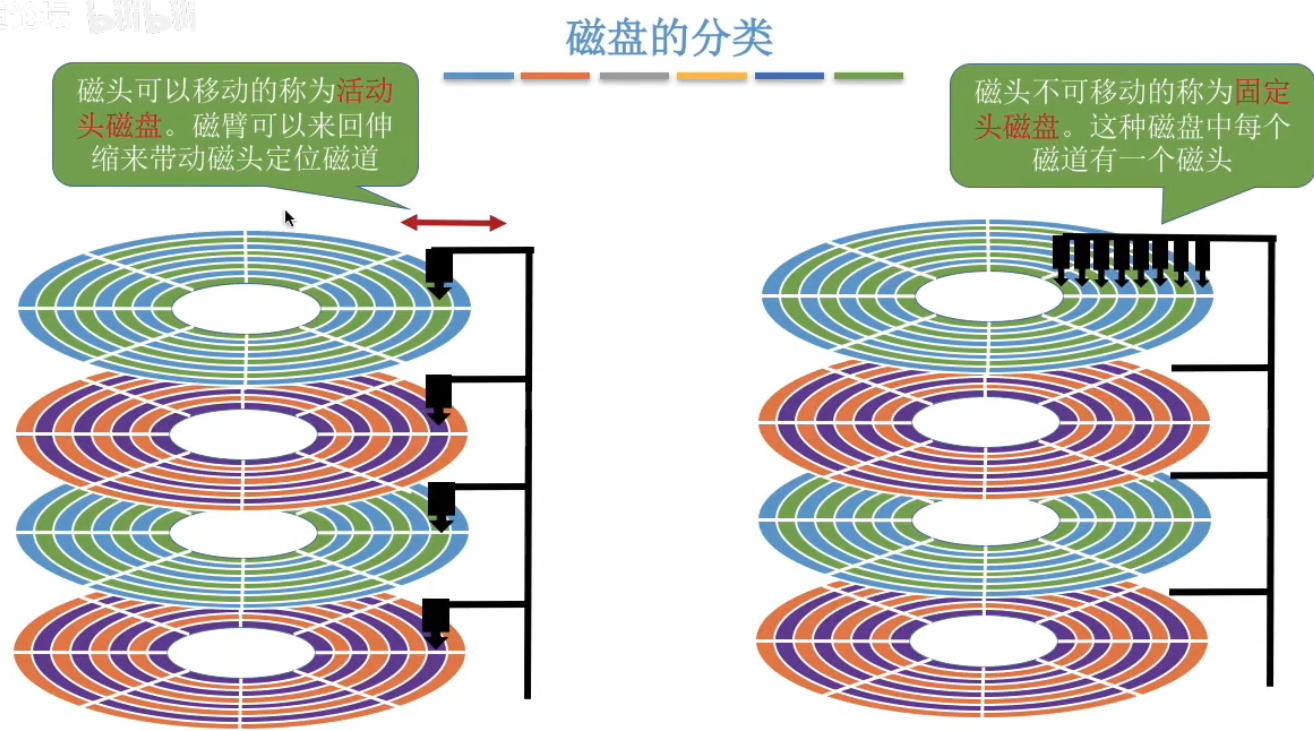 论坛 bilibili
磁盘的分类
磁头可以移动的称为活动
头磁盘。磁臂可以来回伸
缩来带动磁头定位磁道
磁头不可移动的称为固定
头磁盘。这种磁盘中每个
磁道有一个磁头